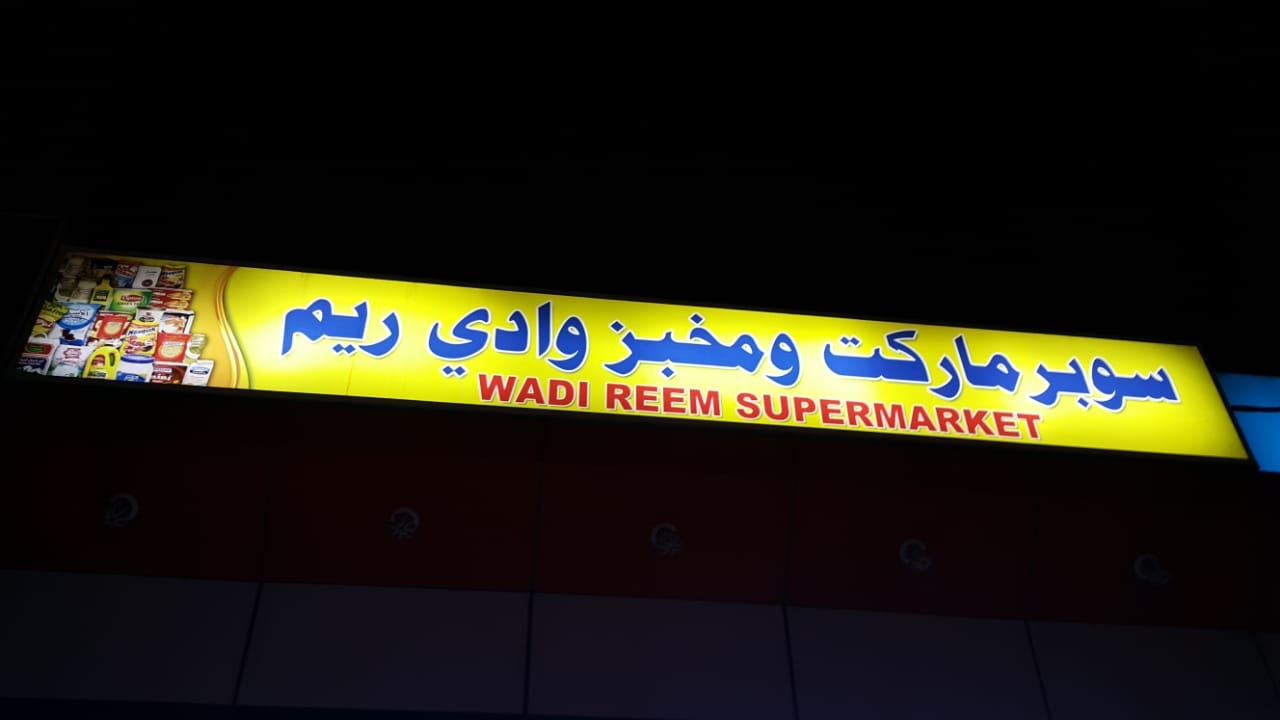 سوبر ماركت ومخبز وادي ريم
WADI REEM SUPERMARKET